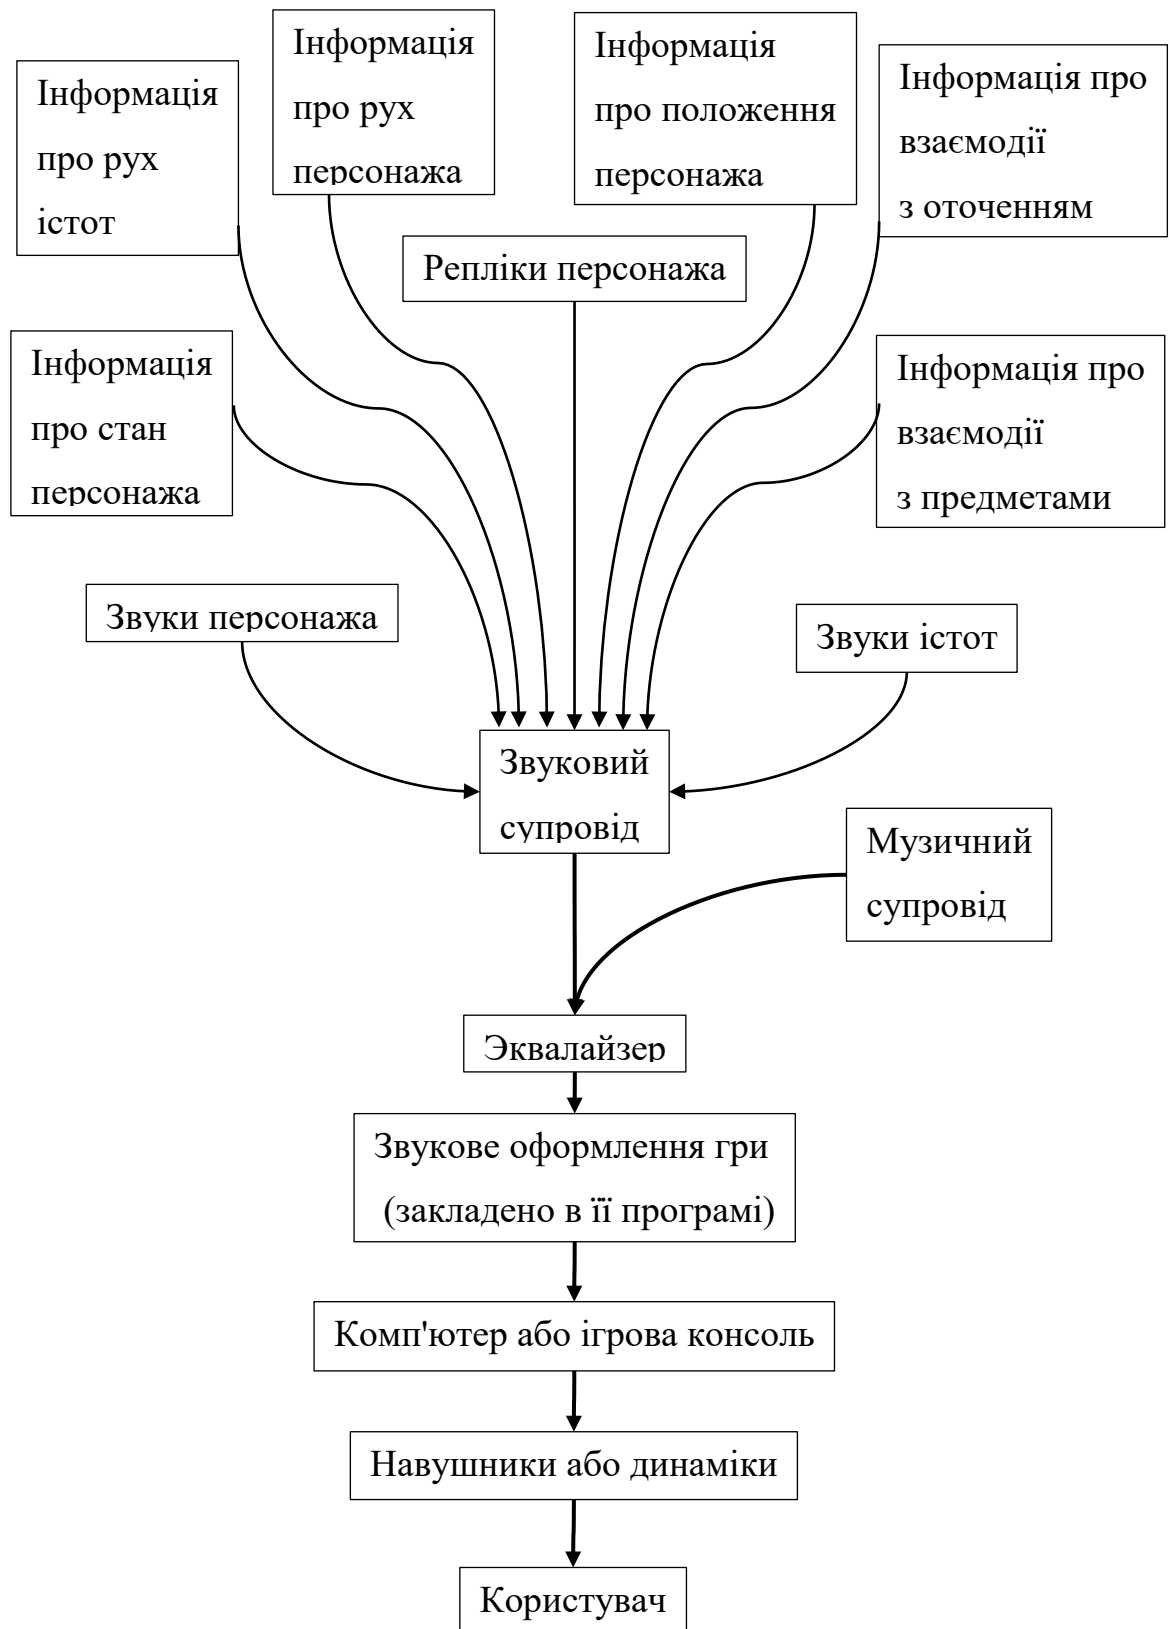 Інформація
про рух
персонажа
Інформація
про положення
персонажа
Інформація про
взаємодії
з оточенням
Інформація
про рух
істот
Репліки персонажа
Інформація
про стан
персонажа
Інформація про
взаємодії
з предметами
Звуки персонажа
Звуки істот
Звуковий
супровід
Музичний
супровід
Эквалайзер
Звукове оформлення гри
(закладено в її програмі)
Комп'ютер або ігрова консоль
Навушники або динаміки
Користувач